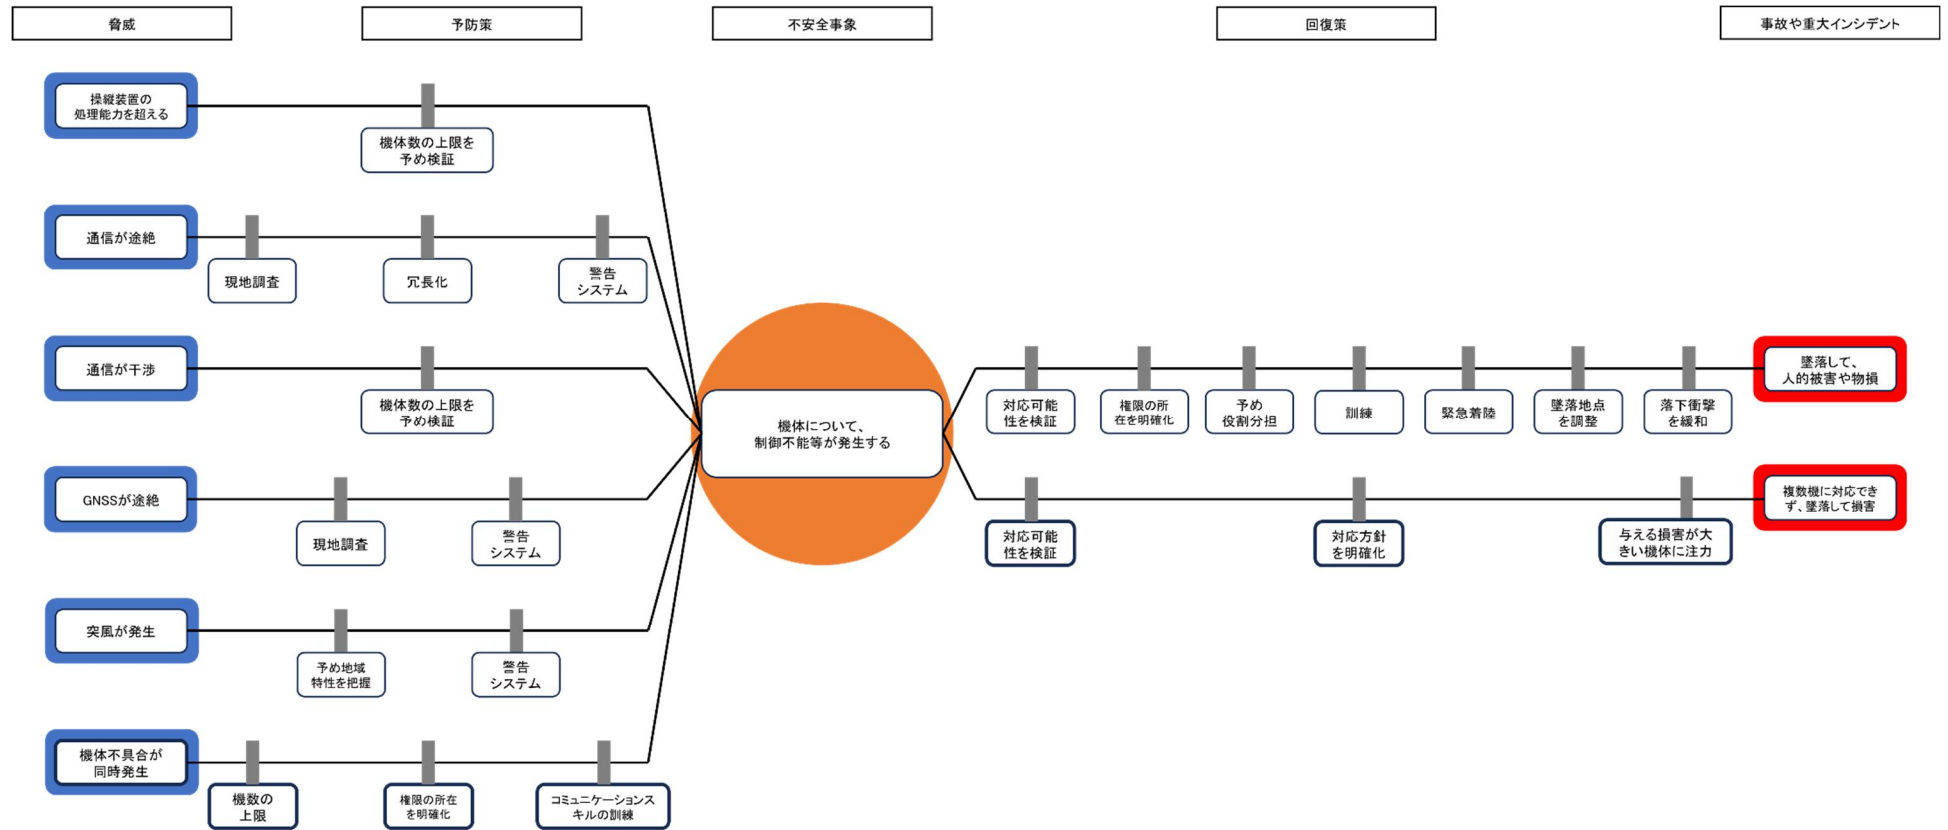 脅威
予防策
不安全事象
回復策
事故や重大インシデント
操縦装置の
処理能力を超える
機体数の上限を
予め検証
通信が途絶
現地調査
冗長化
警告
システム
通信が干渉
機体数の上限を
予め検証
GNSSが途絶
現地調査
警告
システム
突風が発生
予め地域
特性を把握
警告
システム
機体不具合が
同時発生
機数の
上限
権限の所在
を明確化
コミュニケーションス
キルの訓練
機体について、
制御不能等が発生する
対応可能
性を検証
権限の所
在を明確化
予め
役割分担
訓練
緊急着陸
墜落地点
を調整
落下衝撃
を緩和
墜落して、
人的被害や物損
対応可能
性を検証
対応方針
を明確化
与える損害が大
きい機体に注力
複数機に対応でき
ず、墜落して損害